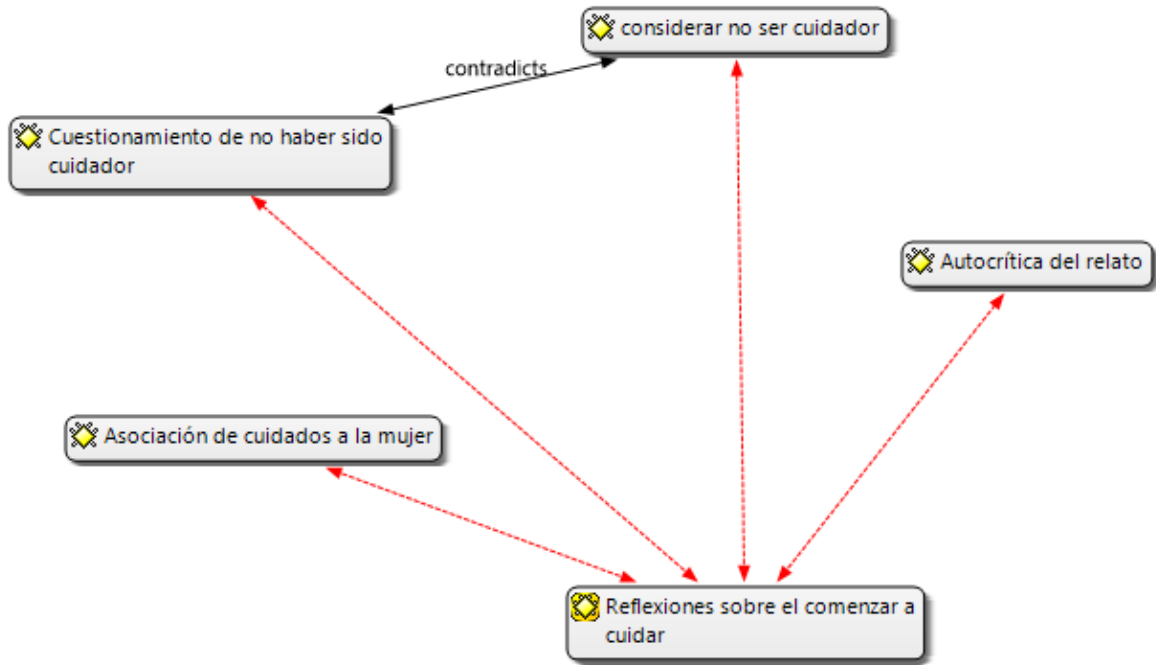 considerar no ser cuidador
contradicts
Cuestionamiento de no haber sido
cuidador
Autocrítica del relato
Asociación de cuidados a la mujer
Reflexiones sobre el comenzar a
cuidar